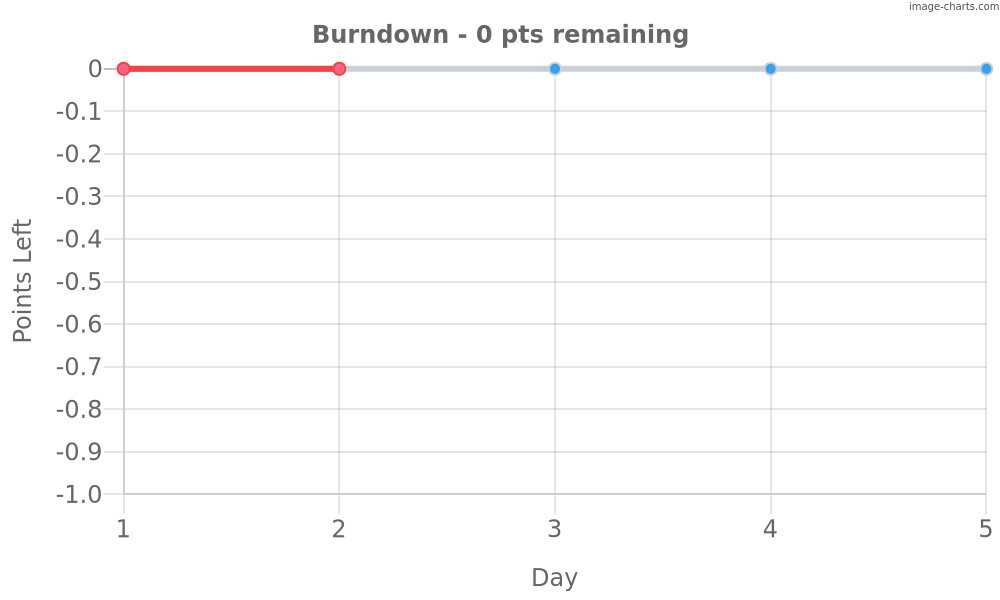 image-charts.com
Burndown - 0 pts remaining
0
-0.1
-0.2
-0.3
-0.4
-0.5
-0.6
-0.7
-0.8
-0.9
-1.0
Points Left
1 2 3 4 5
Day